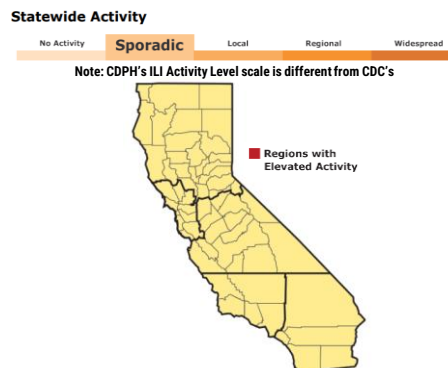 Statewide Activity
No Activity Sporadic Local Regional Widespread
Note: CDPH's ILI Activity Level scale is different from CDC's
Regions with
Elevated Activity